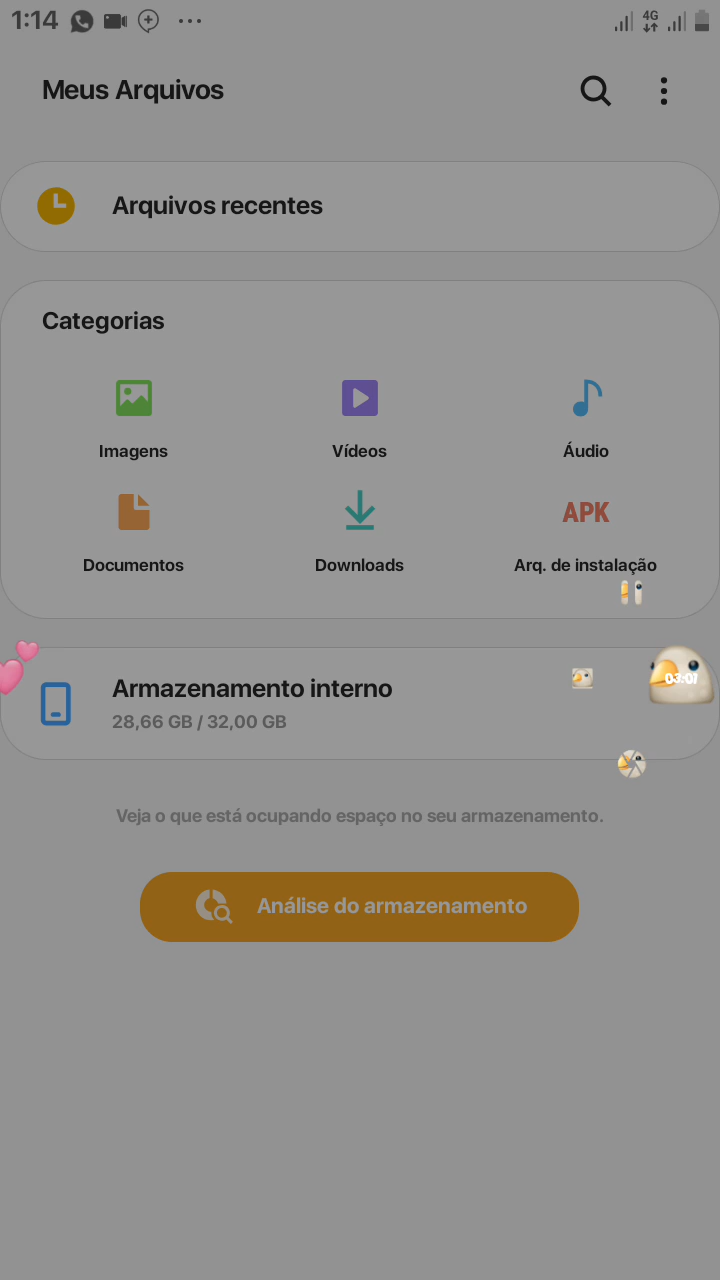 1:14
4G
Meus Arquivos
Arquivos recentes
Categorias
Imagens
Vídeos
Áudio
APK
Documentos
Downloads
Arq. de instalação
Armazenamento interno
28,66 GB / 32,00 GB
03:01
Veja o que está ocupando espaço no seu armazenamento.
Análise do armazenamento